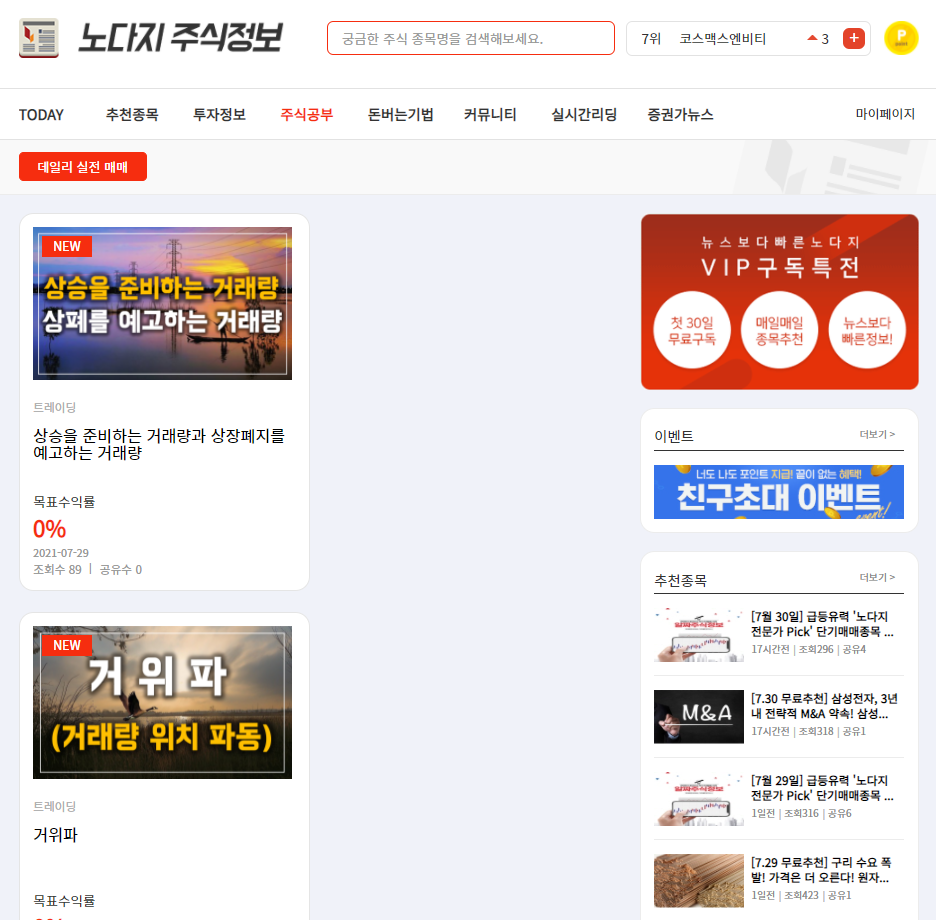 노다지 주식정보
궁금한 주식 종목명을 검색해보세요.
7위 코스맥스엔비티 3 +
P
TODAY 추천종목 투자정보 주식공부 돈버는기법 커뮤니티 실시간리딩 증권가뉴스 마이페이지
데일리 실전 매매
NEW
상승을 준비하는 거래량
상폐를 예고하는 거래량
트레이딩
상승을 준비하는 거래량과 상장폐지를
예고하는 거래량
목표수익률
0%
2021-07-29
조회수 89 | 공유수 0
NEW
거 위 파
(거래량 위치 파동)
트레이딩
거위파
목표수익률
뉴스보다빠른노다지
VIP구독특전
첫 30일
무료구독
매일매일
종목추천
뉴스보다
빠른정보!
이벤트
더보기 >
너도 나도 포인트 지급! 끝이 없는 혜택!
친구초대 이벤트
event!
추천종목
더보기 >
[7월 30일] 급등유력 '노다지
전문가 Pick' 단기매매종목 ...
17시간전 | 조회296 | 공유4
M&A
[7.30 무료추천] 삼성전자, 3년
내 전략적 M&A 약속! 삼성...
17시간전 | 조회318 | 공유1
[7월 29일] 급등유력 '노다지
전문가 Pick' 단기매매종목 ...
1일전 | 조회316 | 공유6
[7.29 무료추천] 구리 수요 폭
발! 가격은 더 오른다! 원자...
1일전 | 조회423 | 공유1